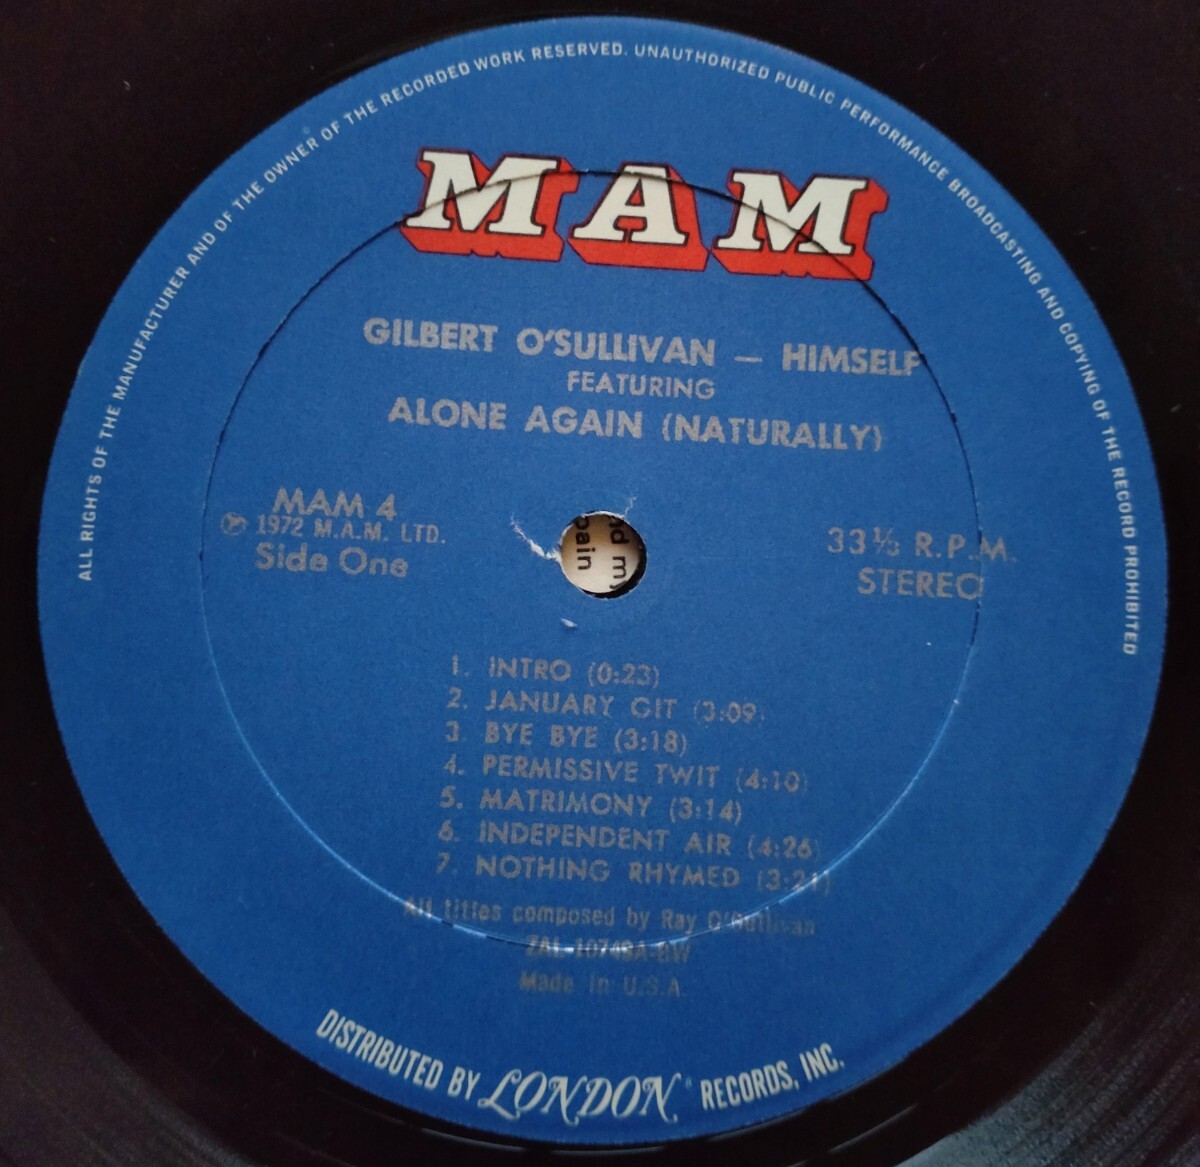 ALL RIGHTS OF THE MANUFACTURER AND OF THE OWNER OF THE RECORDED WORK RESERVED. UNAUTHORIZED PUBLIC PERFORMANCE BROADCASTING AND COPYING OF THE RECORD PROHIBITED
MAM
GILBERT O'SULLIVAN — HIMSELF
FEATURING
ALONE AGAIN (NATURALLY)
MAM 4
Ⓟ 1972 M.A.M. LTD.
Side One
33⅓ R.P.M.
STEREO
pain
1. INTRO (0:23)
2. JANUARY GIT (3:09)
3. BYE BYE (3:18)
4. PERMISSIVE TWIT (4:10)
5. MATRIMONY (3:14)
6. INDEPENDENT AIR (4:26)
7. NOTHING RHYMED (3:21)
All titles composed by Ray O'Sullivan
Made in U.S.A.
DISTRIBUTED BY LONDON® RECORDS, INC.